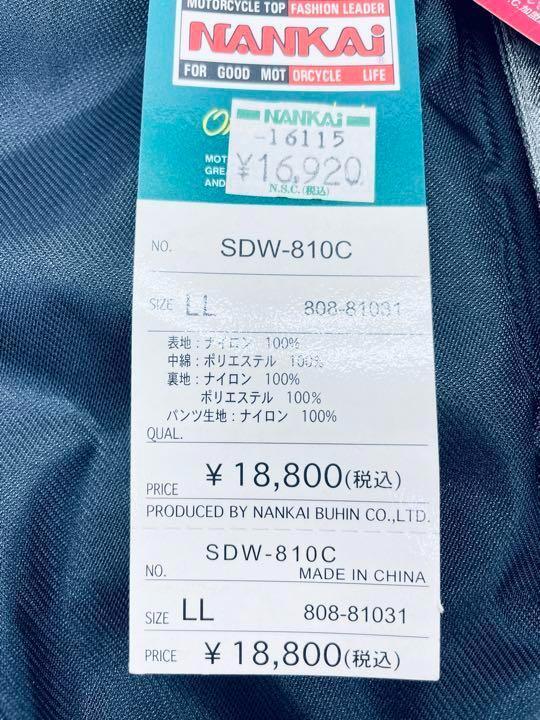 MOTORCYCLE TOP FASHION LEADER
NANKAi
FOR GOOD MOTORCYCLE LIFE
NANKAi
-16115
¥16,920
N.S.C.(税込)
MOT
GRE
AND
NO. SDW-810C
SIZE LL 808-81031
表地:ナイロン 100%
中綿:ポリエステル 100%
裏地:ナイロン 100%
ポリエステル 100%
パンツ生地:ナイロン 100%
QUAL.
PRICE ¥18,800(税込)
PRODUCED BY NANKAI BUHIN CO.,LTD.
SDW-810C
NO. MADE IN CHINA
SIZE LL 808-81031
PRICE ¥18,800(税込)